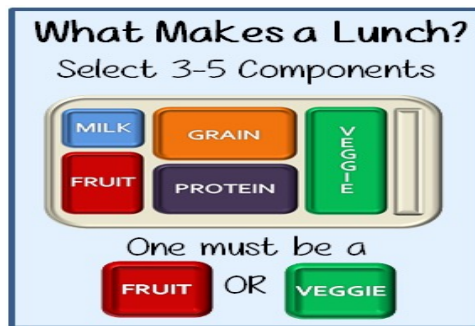 What Makes a Lunch?
Select 3-5 Components
MILK
GRAIN
VEGGIE
FRUIT
PROTEIN
One must be a
FRUIT OR VEGGIE